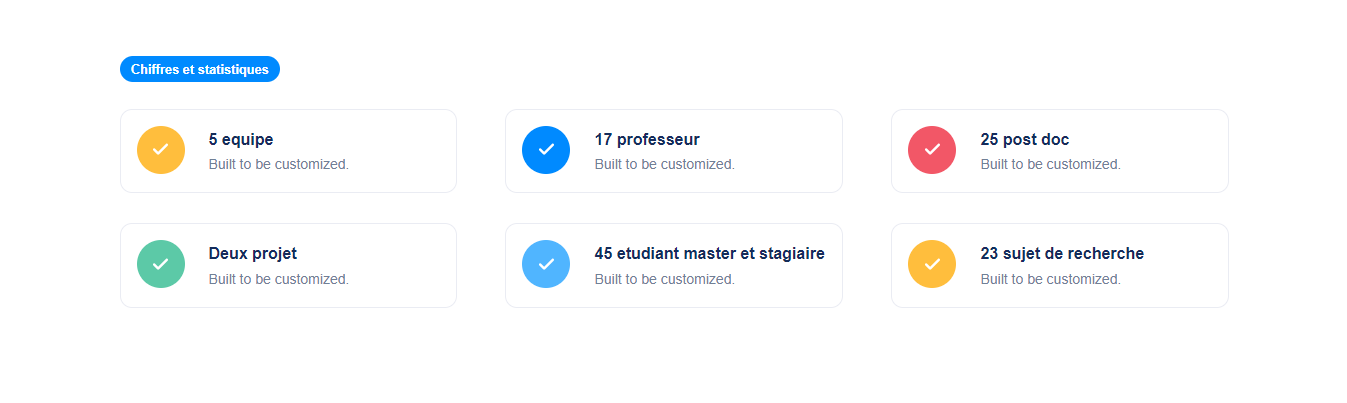 Chiffres et statistiques
5 equipe
Built to be customized.
17 professeur
Built to be customized.
25 post doc
Built to be customized.
Deux projet
Built to be customized.
45 etudiant master et stagiaire
Built to be customized.
23 sujet de recherche
Built to be customized.